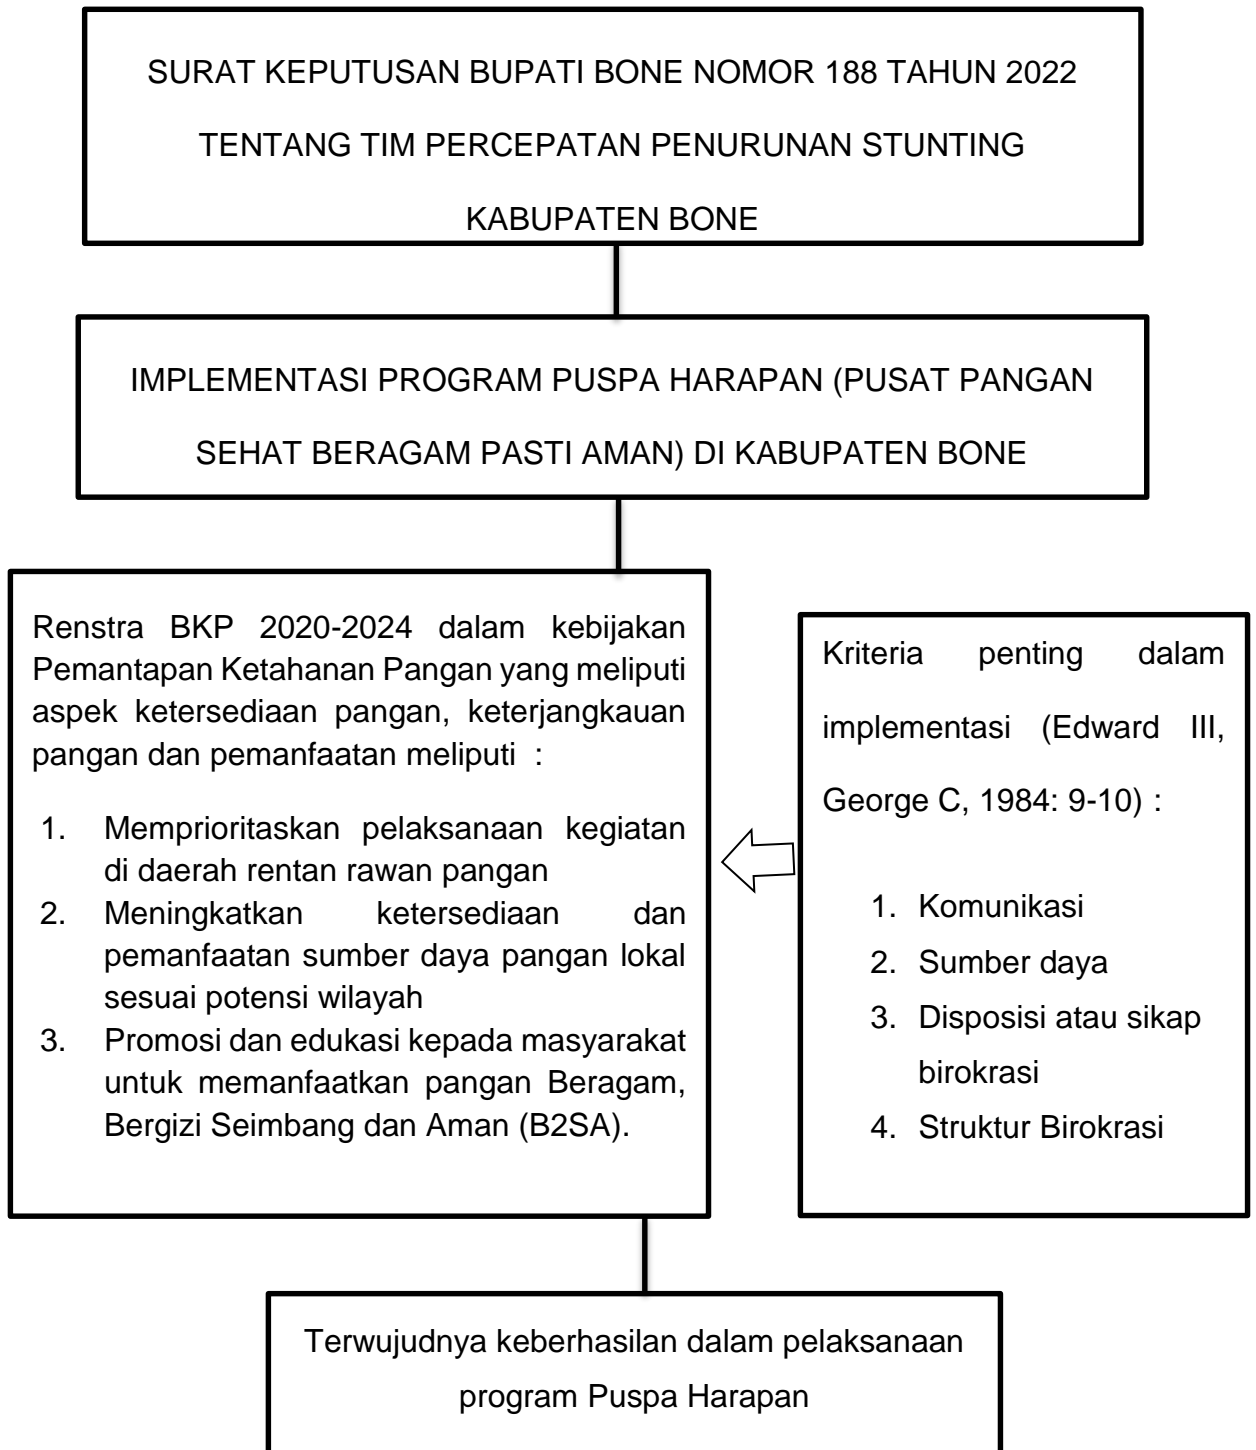 SURAT KEPUTUSAN BUPATI BONE NOMOR 188 TAHUN 2022
TENTANG TIM PERCEPATAN PENURUNAN STUNTING
KABUPATEN BONE
IMPLEMENTASI PROGRAM PUSPA HARAPAN (PUSAT PANGAN
SEHAT BERAGAM PASTI AMAN) DI KABUPATEN BONE
Renstra BKP 2020-2024 dalam kebijakan
Pemantapan Ketahanan Pangan yang meliputi
aspek ketersediaan pangan, keterjangkauan
pangan dan pemanfaatan meliputi :
1. Memprioritaskan pelaksanaan kegiatan
di daerah rentan rawan pangan
2. Meningkatkan ketersediaan dan
pemanfaatan sumber daya pangan lokal
sesuai potensi wilayah
3. Promosi dan edukasi kepada masyarakat
untuk memanfaatkan pangan Beragam,
Bergizi Seimbang dan Aman (B2SA).
Kriteria penting dalam
implementasi (Edward III,
George C, 1984: 9-10) :
1. Komunikasi
2. Sumber daya
3. Disposisi atau sikap
birokrasi
4. Struktur Birokrasi
Terwujudnya keberhasilan dalam pelaksanaan
program Puspa Harapan